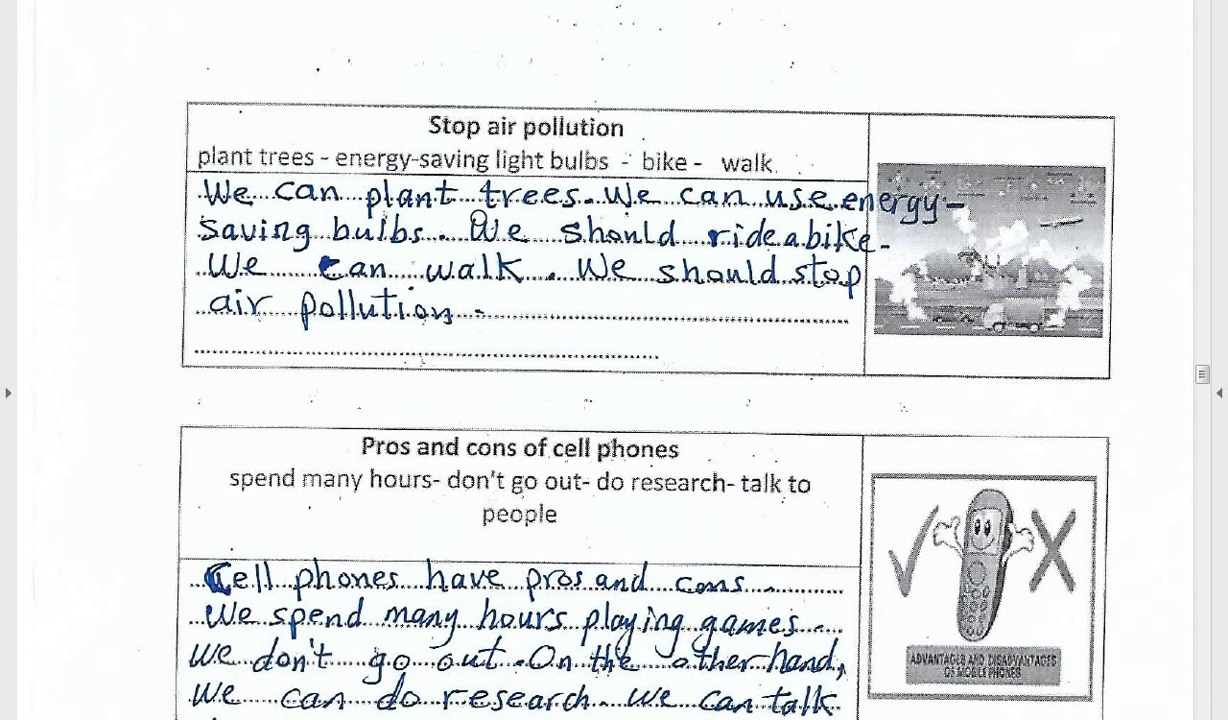 Stop air pollution
plant trees - energy-saving light bulbs - bike - walk
We can plant trees. We can use energy-
saving bulbs. We should ride a bike.
We can walk. We should stop
air pollution.
Pros and cons of cell phones
spend many hours- don't go out- do research- talk to
people
Cell phones have pros and cons.
We spend many hours playing games.
we don't go out. On the other hand,
we can do research. we can talk
ADVANTAGES AND DISADVANTAGES
OF MOBILE PHONES